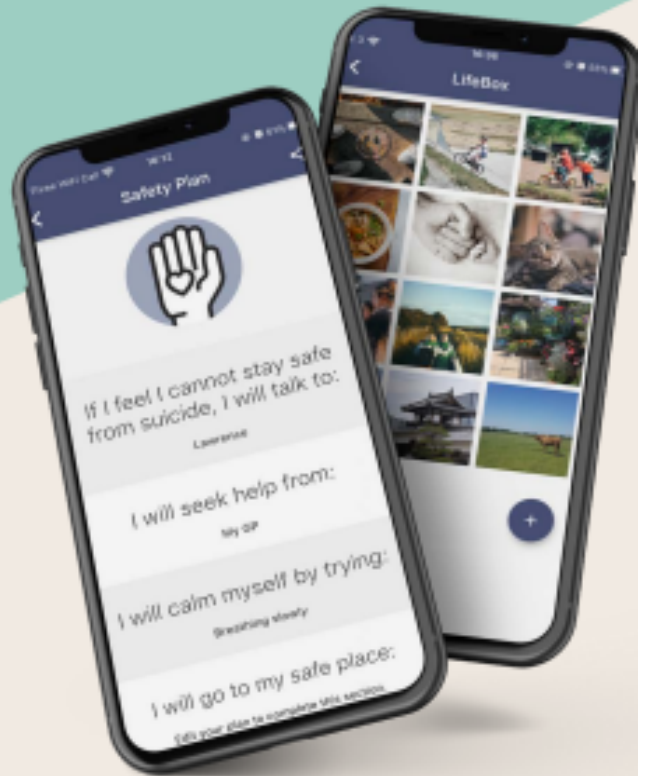 16:12
Safety Plan
If I feel I cannot stay safe
from suicide, I will talk to:
Lawrence
I will seek help from:
My GP
I will calm myself by trying:
Breathing slowly
I will go to my safe place:
Edit your plan to complete this section.
LifeBox
+